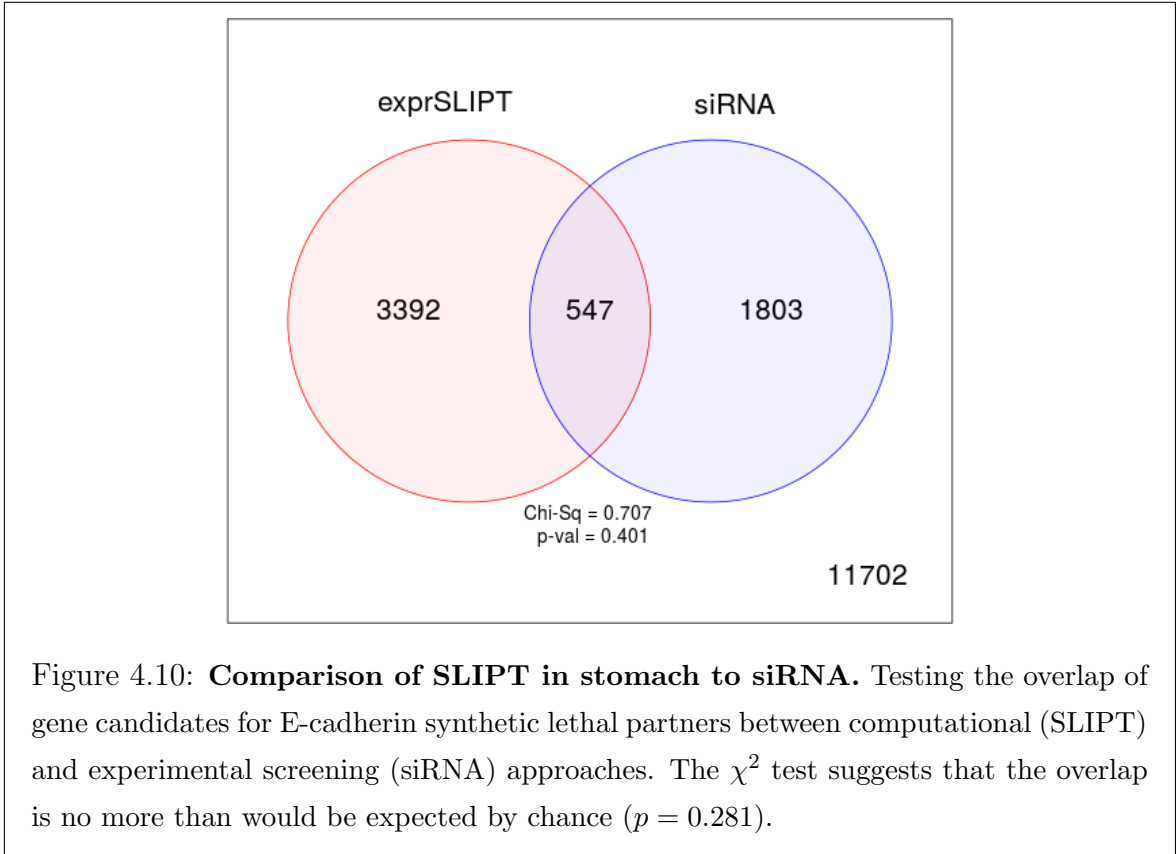 exprSLIPT siRNA
3392 547 1803
Chi-Sq = 0.707
p-val = 0.401
11702
Figure 4.10: Comparison of SLIPT in stomach to siRNA. Testing the overlap of
gene candidates for E-cadherin synthetic lethal partners between computational (SLIPT)
and experimental screening (siRNA) approaches. The χ² test suggests that the overlap
is no more than would be expected by chance (p = 0.281).